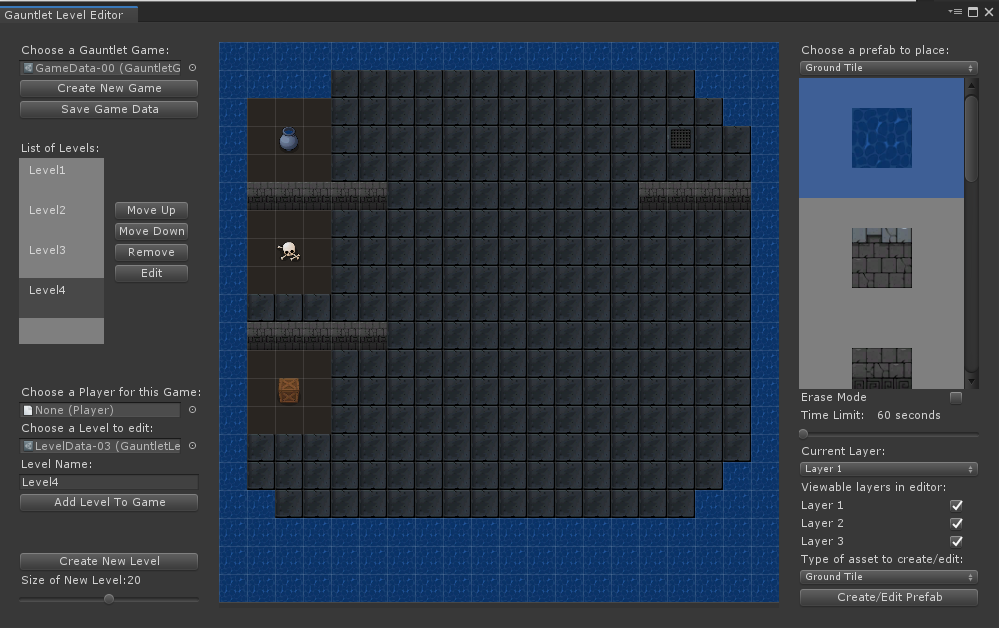 Gauntlet Level Editor
Choose a Gauntlet Game:
GameData-00 (GauntletG
Create New Game
Save Game Data
List of Levels:
Level1
Level2
Level3
Level4
Move Up
Move Down
Remove
Edit
Choose a Player for this Game:
None (Player)
Choose a Level to edit:
LevelData-03 (GauntletLe
Level Name:
Level4
Add Level To Game
Create New Level
Size of New Level:20
Choose a prefab to place:
Ground Tile
Erase Mode
Time Limit: 60 seconds
Current Layer:
Layer 1
Viewable layers in editor:
Layer 1
Layer 2
Layer 3
Type of asset to create/edit:
Ground Tile
Create/Edit Prefab